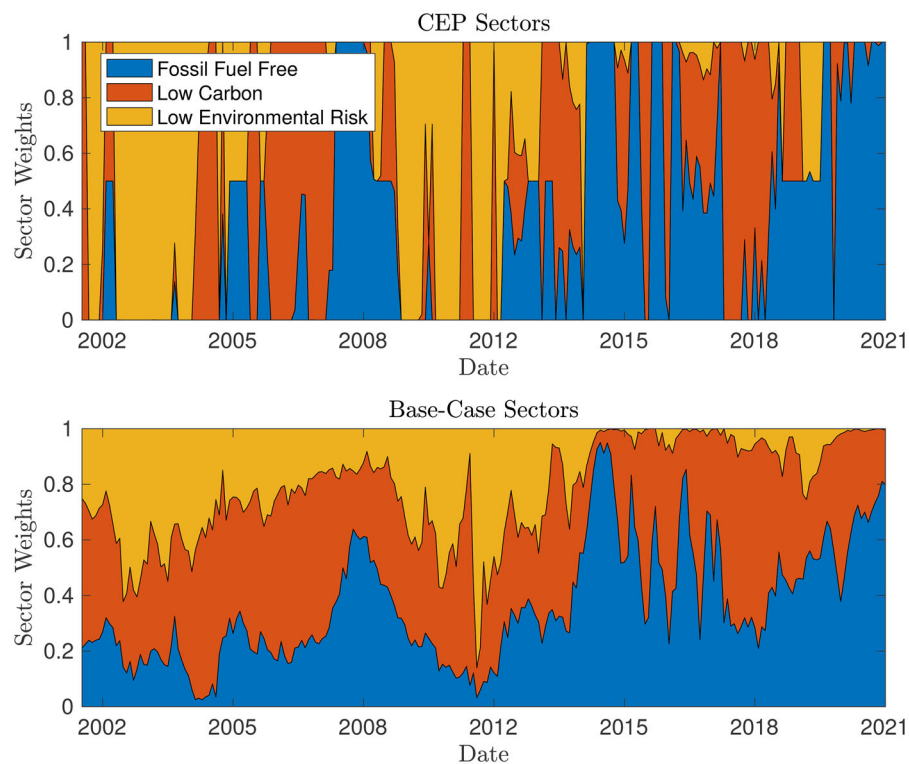 CEP Sectors
1
0.8
0.6
0.4
0.2
0
Sector Weights
Fossil Fuel Free
Low Carbon
Low Environmental Risk
2002 2005 2008 2012 2015 2018 2021
Date
Base-Case Sectors
1
0.8
0.6
0.4
0.2
0
Sector Weights
2002 2005 2008 2012 2015 2018 2021
Date